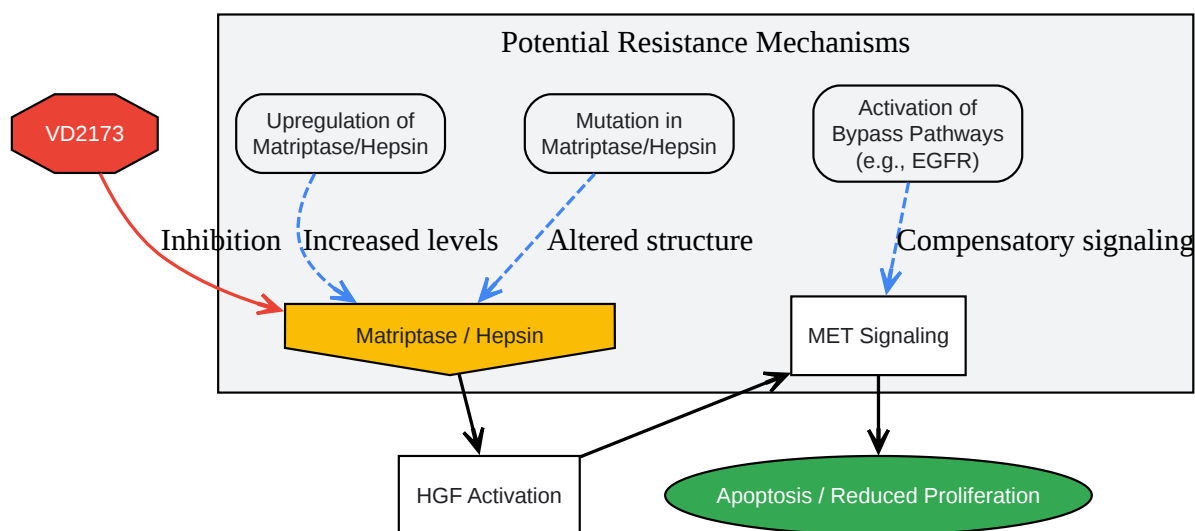 Potential Resistance Mechanisms
VD2173
Upregulation of
Matriptase/Hepsin
Mutation in
Matriptase/Hepsin
Activation of
Bypass Pathways
(e.g., EGFR)
Inhibition
Increased levels
Altered structure
Compensatory signaling
Matriptase / Hepsin
MET Signaling
HGF Activation
Apoptosis / Reduced Proliferation